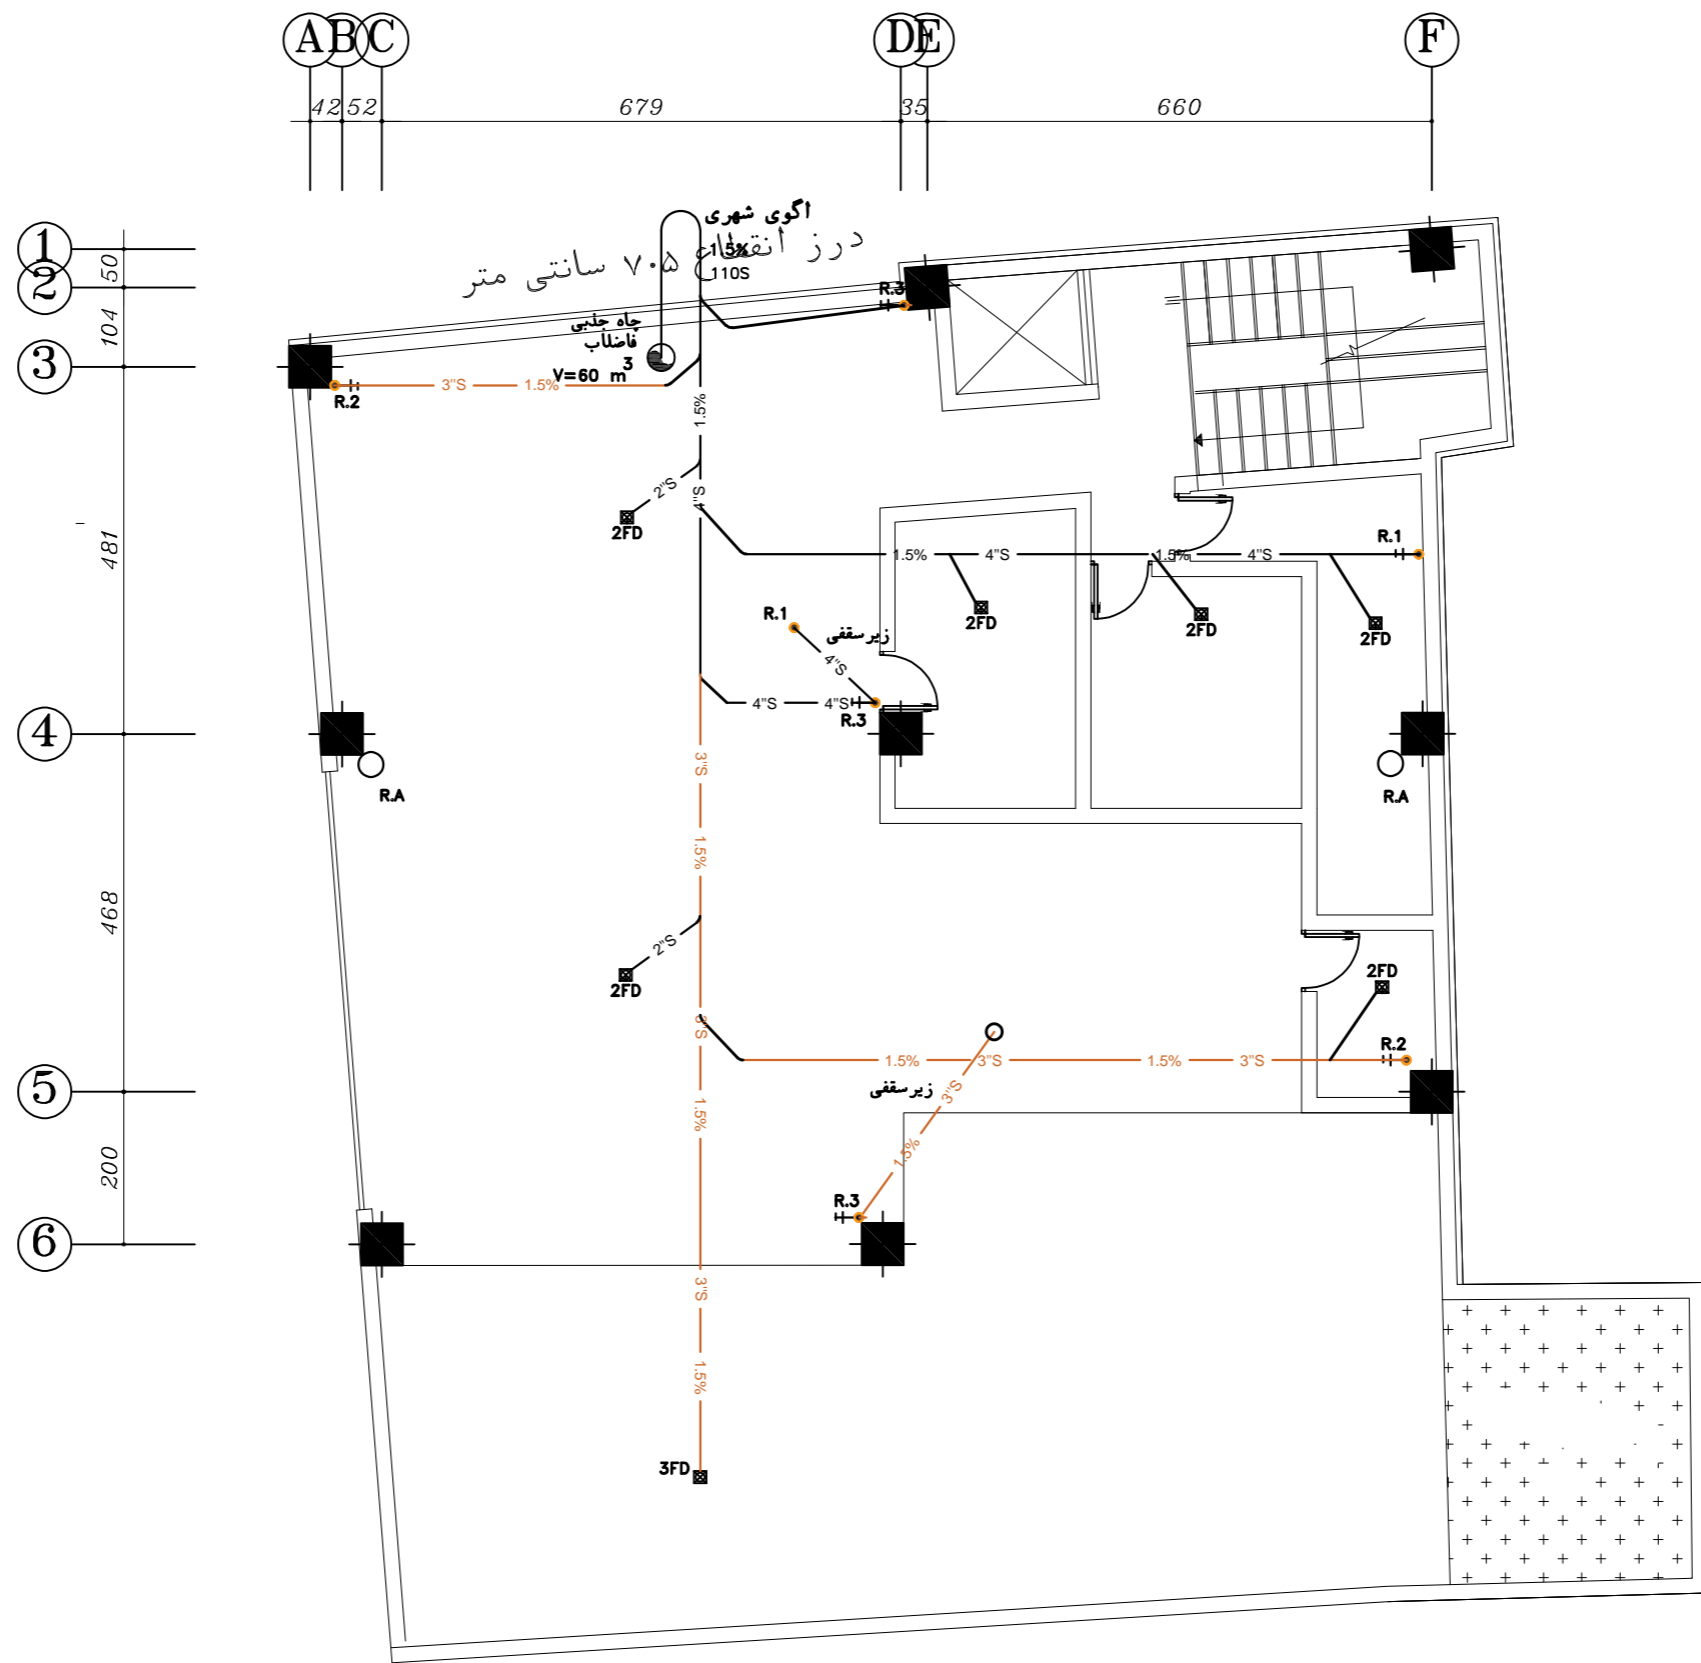 A B C D E F
42 52 679 35 660
اگوی شهری
1.5%
110S
درز انقطاع ۷.۵ سانتی متر
1
50
2
104
3
481
4
468
5
200
6
R.3
چاه جذبی
فاضلاب
V=60 m3
3"S 1.5%
R.2
1.5%
2"S
4"S
2FD
1.5% 4"S 1.5% 4"S
R.1
2FD
2FD
2FD
R.1
زیرسقفی
4"S
4"S 4"S
R.3
R.A
R.A
3"S
1.5%
2"S
2FD
2FD
3"S
1.5% 3"S 1.5% 3"S
R.2
زیرسقفی
3"S
1.5%
1.5%
R.3
3"S
1.5%
3FD